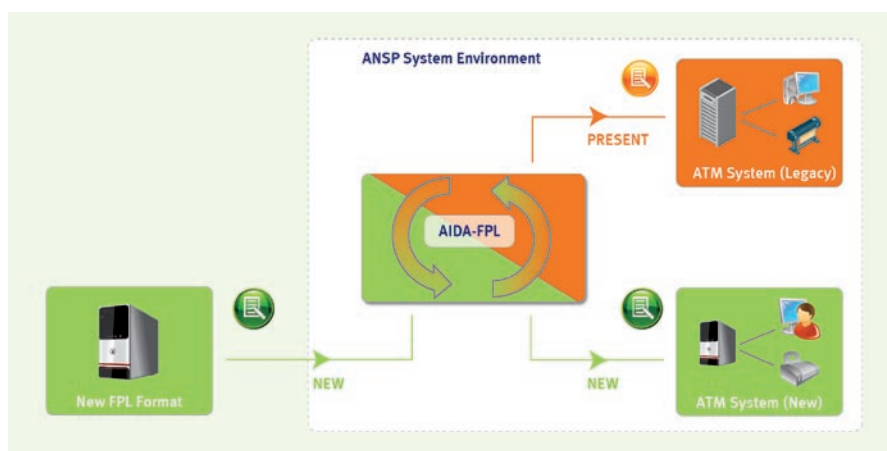 ANSP System Environment
PRESENT
ATM System (Legacy)
AIDA-FPL
New FPL Format
NEW
NEW
ATM System (New)